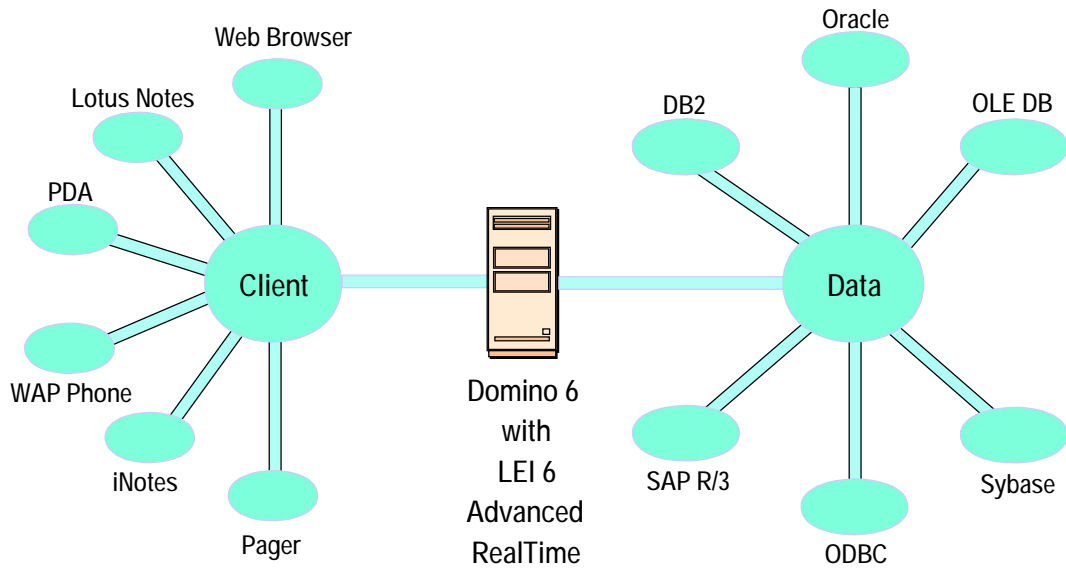 Oracle
Web Browser
Lotus Notes
DB2
OLE DB
PDA
Client
Data
WAP Phone
Domino 6
with
LEI 6
Advanced
RealTime
iNotes
SAP R/3
Sybase
Pager
ODBC